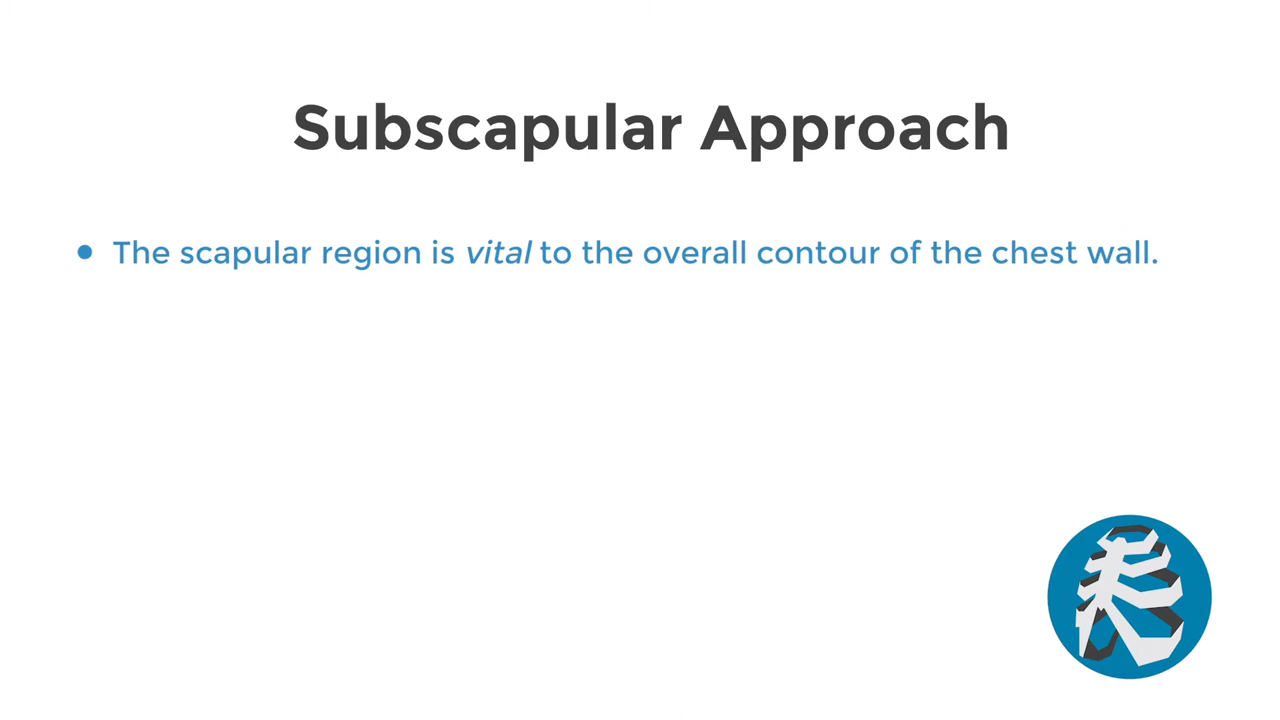 Subscapular Approach
• The scapular region is vital to the overall contour of the chest wall.